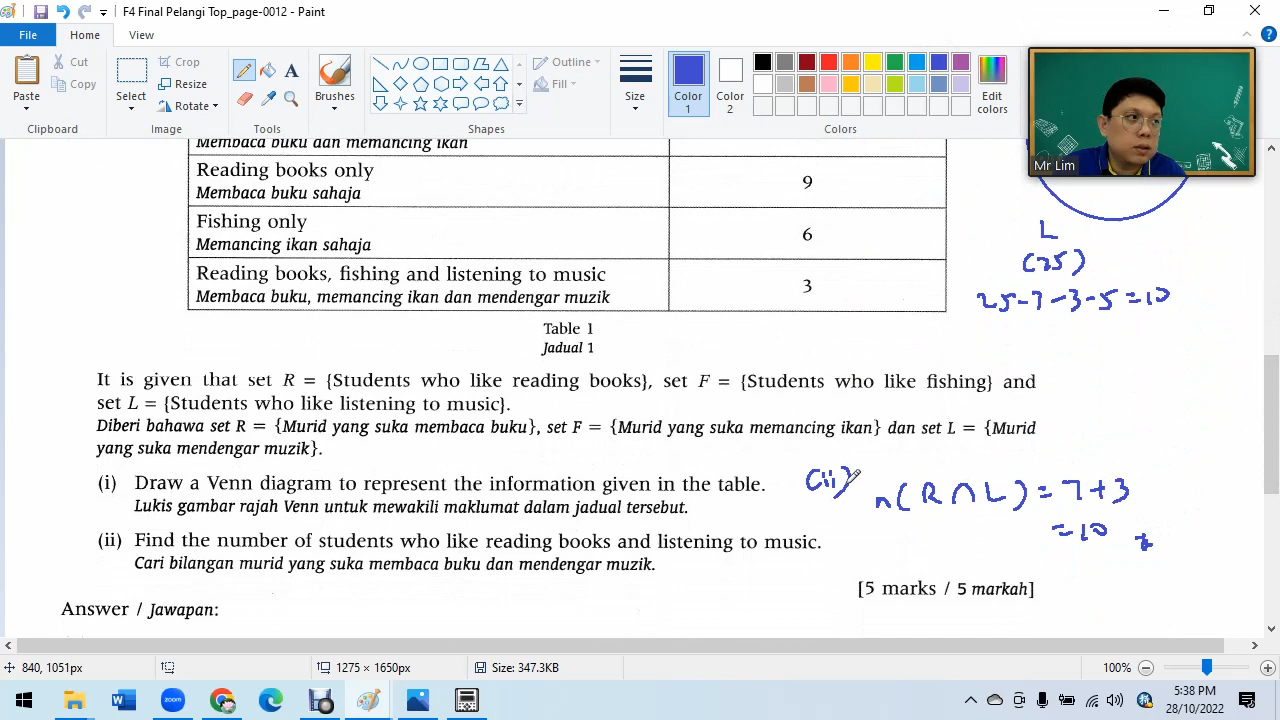 F4 Final Pelangi Top_page-0012 - Paint
File
Home
View
Paste
Cut
Copy
Clipboard
Select
Crop
Resize
Rotate
Image
Tools
Brushes
Shapes
Outline
Fill
Size
Color 1
Color 2
Edit colors
Colors
Mr Lim
Membaca buku dan memancing ikan
Reading books only
Membaca buku sahaja
9
Fishing only
Memancing ikan sahaja
6
Reading books, fishing and listening to music
Membaca buku, memancing ikan dan mendengar muzik
3
L
(25)
25-7-3-5=10
Table 1
Jadual 1
It is given that set R = {Students who like reading books}, set F = {Students who like fishing} and
set L = {Students who like listening to music}.
Diberi bahawa set R = {Murid yang suka membaca buku}, set F = {Murid yang suka memancing ikan} dan set L = {Murid
yang suka mendengar muzik}.
(i) Draw a Venn diagram to represent the information given in the table.
Lukis gambar rajah Venn untuk mewakili maklumat dalam jadual tersebut.
(ii) Find the number of students who like reading books and listening to music.
Cari bilangan murid yang suka membaca buku dan mendengar muzik.
(ii) n(R∩L) = 7+3
=10
[5 marks / 5 markah]
Answer / Jawapan:
840, 1051px
1275 × 1650px
Size: 347.3KB
100%
zoom
5:38 PM
28/10/2022